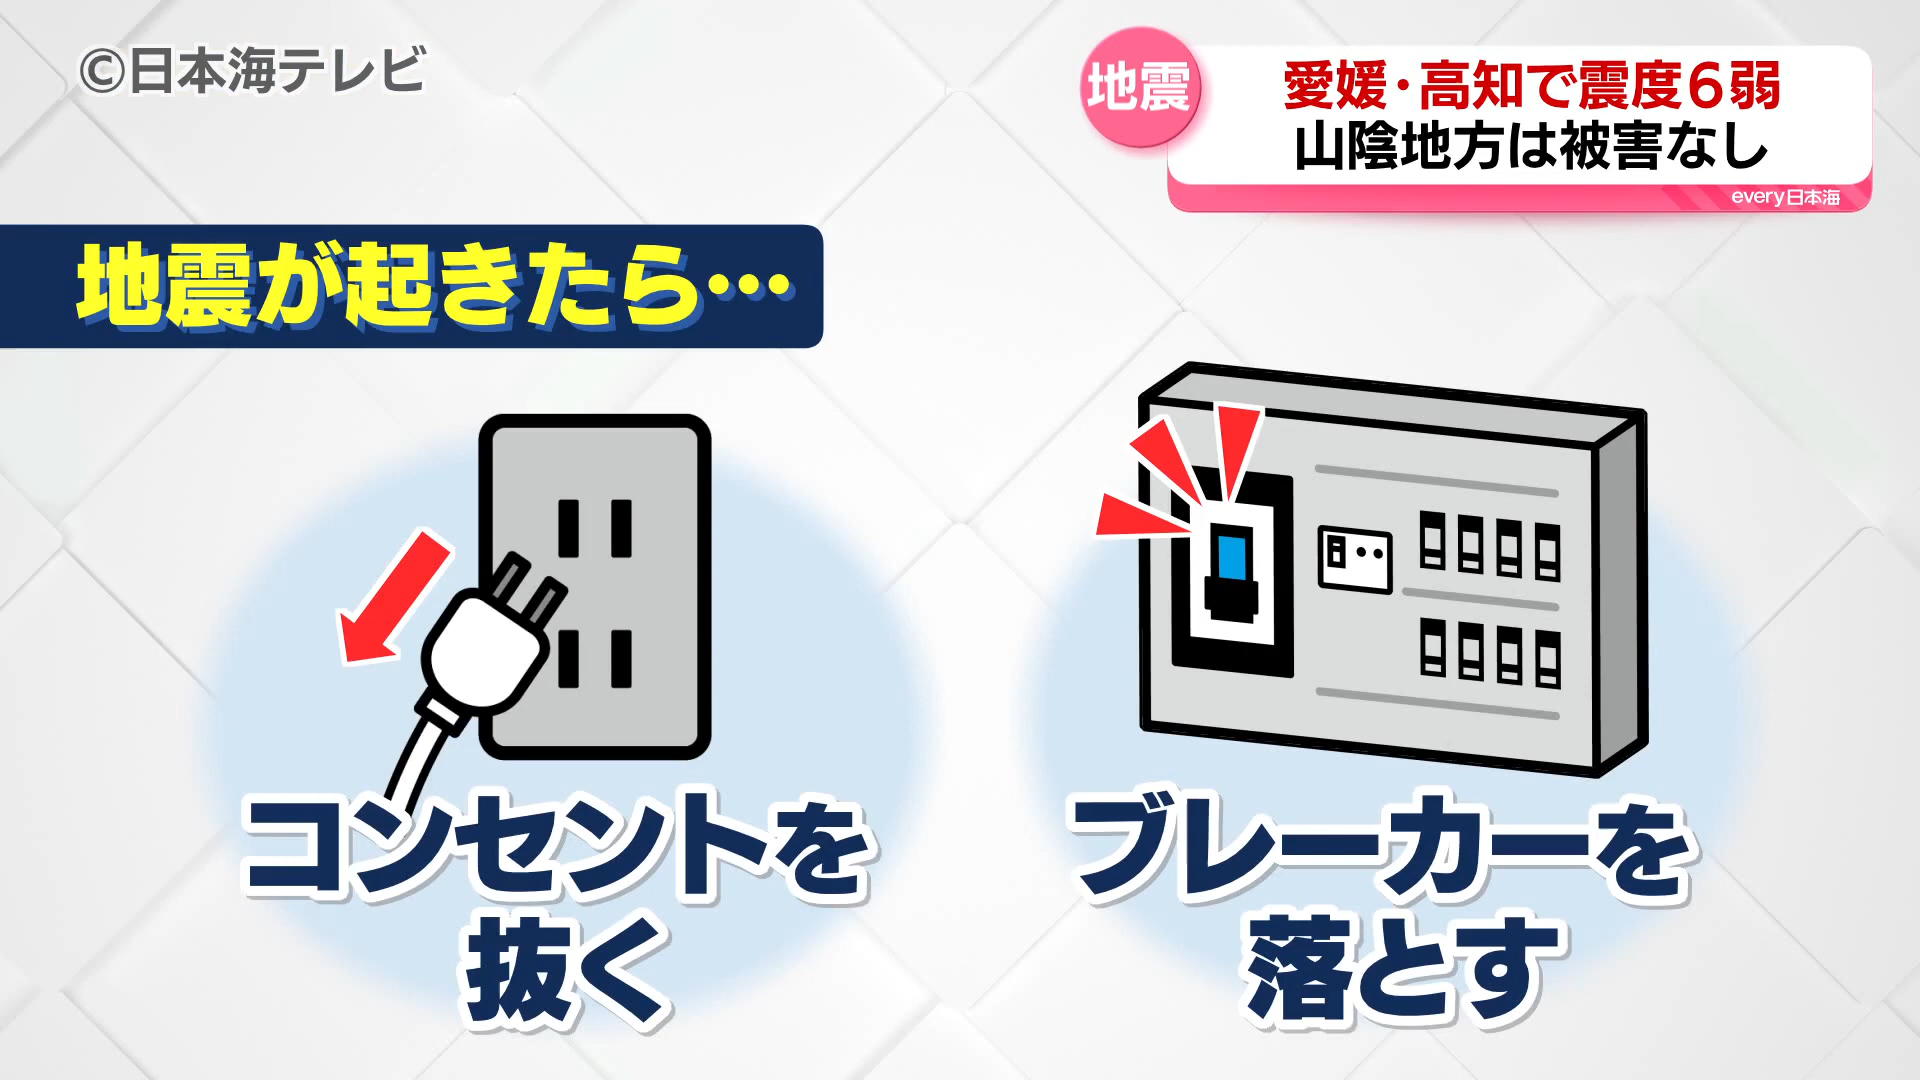 ©日本海テレビ
地震
愛媛・高知で震度6弱
山陰地方は被害なし
every日本海
地震が起きたら…
コンセントを
抜く
ブレーカーを
落とす